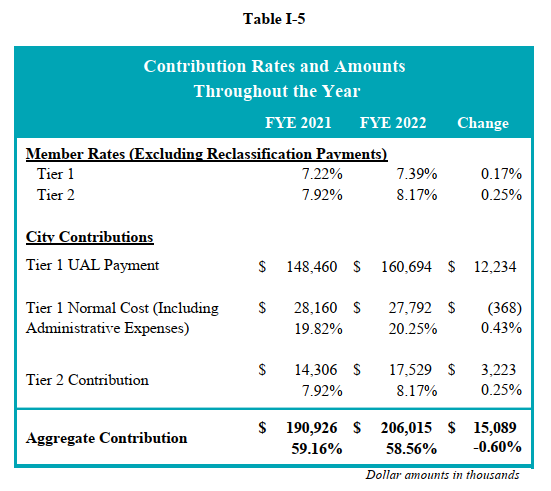 Table I-5
Contribution Rates and Amounts
Throughout the Year
FYE 2021 FYE 2022 Change
Member Rates (Excluding Reclassification Payments)
Tier 1 7.22% 7.39% 0.17%
Tier 2 7.92% 8.17% 0.25%
City Contributions
Tier 1 UAL Payment $ 148,460 $ 160,694 $ 12,234
Tier 1 Normal Cost (Including $ 28,160 $ 27,792 $ (368)
Administrative Expenses) 19.82% 20.25% 0.43%
Tier 2 Contribution $ 14,306 $ 17,529 $ 3,223
7.92% 8.17% 0.25%
Aggregate Contribution $ 190,926 $ 206,015 $ 15,089
59.16% 58.56% -0.60%
Dollar amounts in thousands